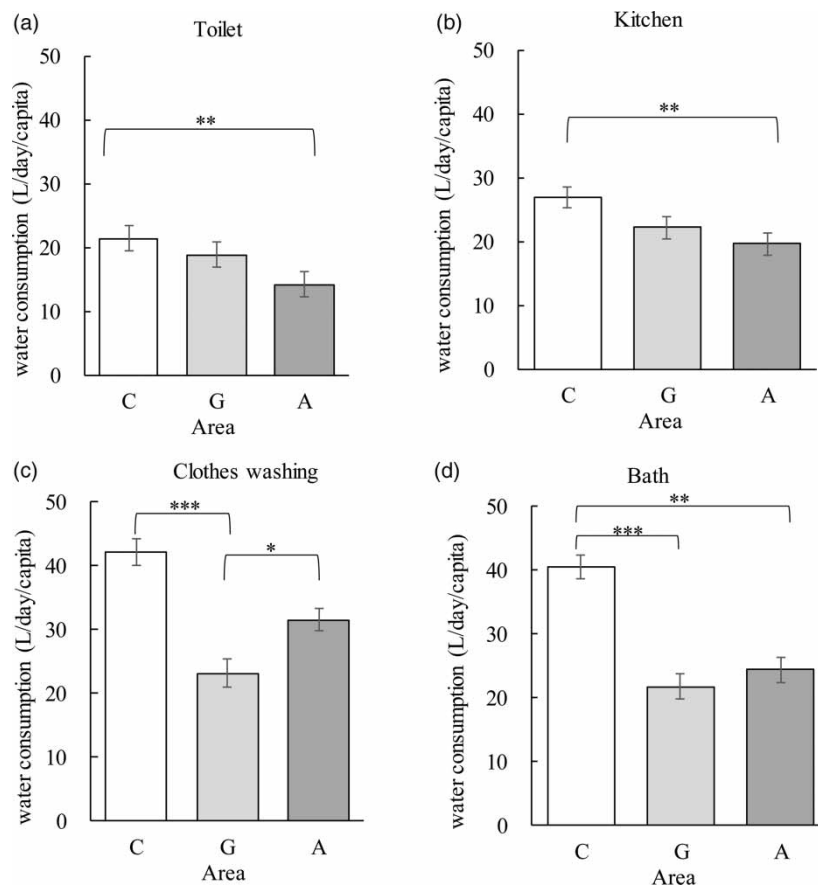 (a)
Toilet
water consumption (L/day/capita)
50
40
30
20
10
0
**
C G A
Area
(b)
Kitchen
water consumption (L/day/capita)
50
40
30
20
10
0
**
C G A
Area
(c)
Clothes washing
water consumption (L/day/capita)
50
40
30
20
10
0
***
*
C G A
Area
(d)
Bath
water consumption (L/day/capita)
50
40
30
20
10
0
**
***
C G A
Area